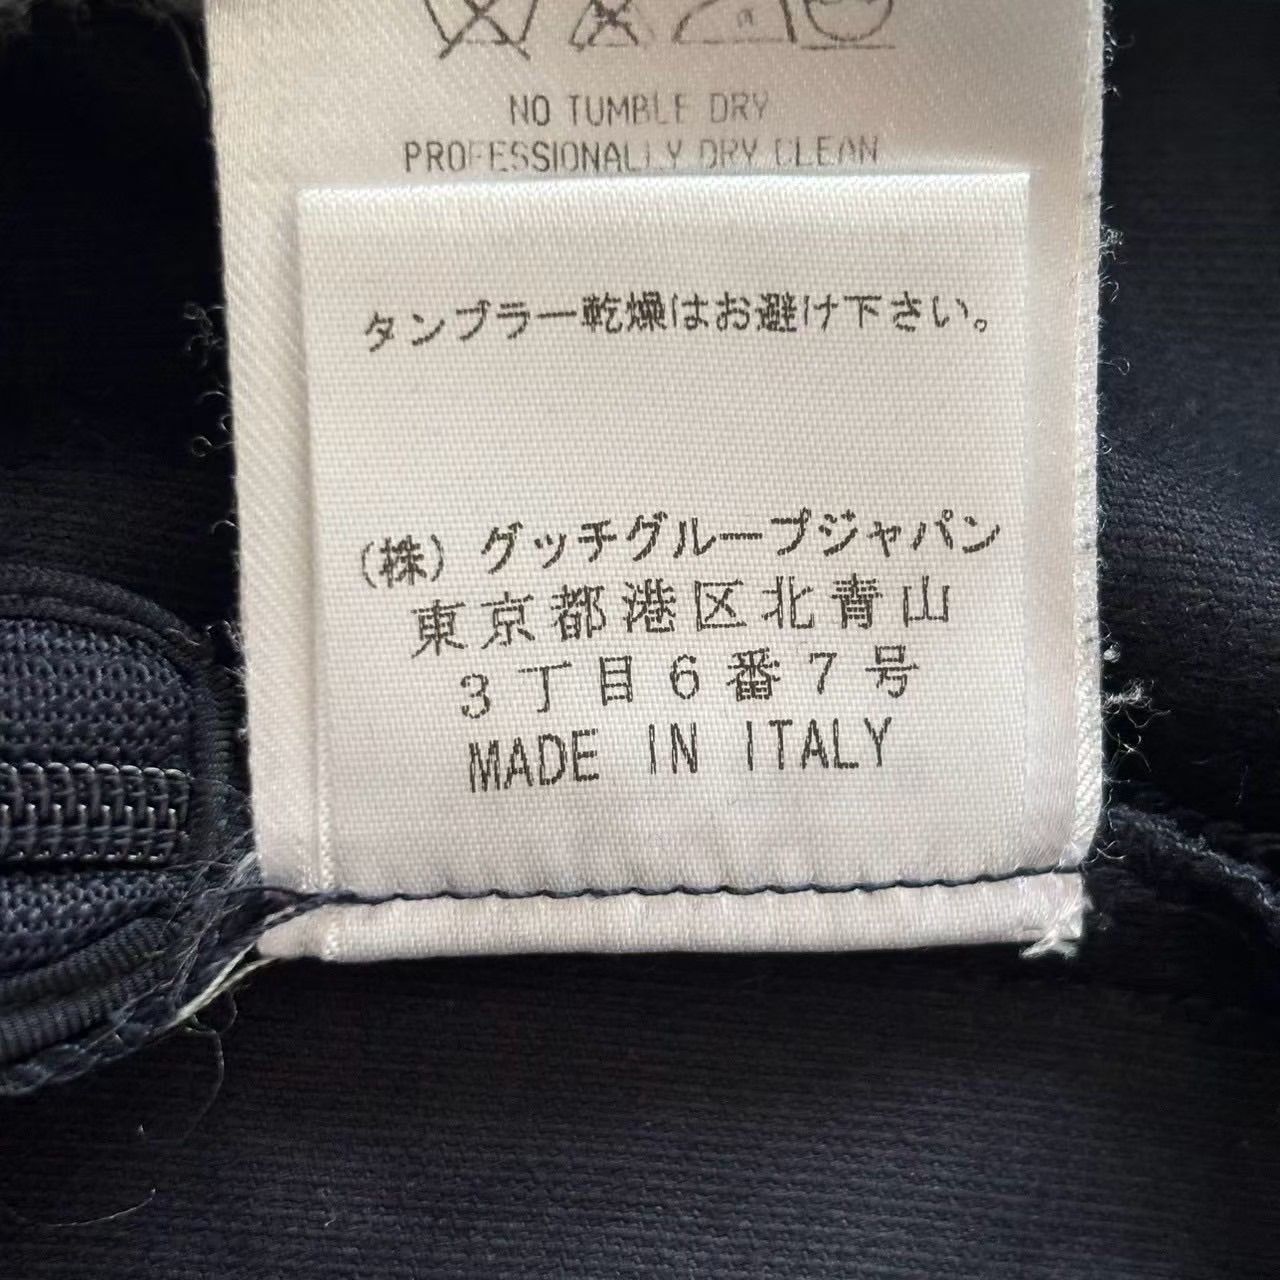 NO TUMBLE DRY
PROFESSIONALLY DRY CLEAN
タンブラー乾燥はお避け下さい。
(株) グッチグループジャパン
東京都港区北青山
3丁目6番7号
MADE IN ITALY